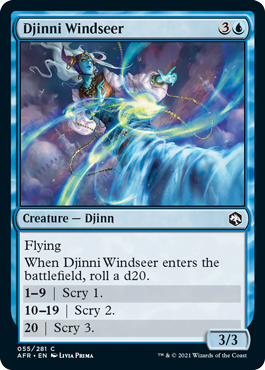 Djinni Windseer 3
Creature — Djinn
Flying
When Djinni Windseer enters the
battlefield, roll a d20.
1–9 | Scry 1.
10–19 | Scry 2.
20 | Scry 3.
3/3
055/281 C
AFR • EN LIVIA PRIMA
™ & © 2021 Wizards of the Coast